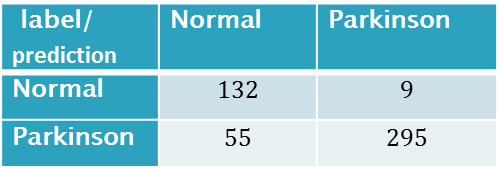 label/ Normal Parkinson
prediction
Normal 132 9
Parkinson 55 295